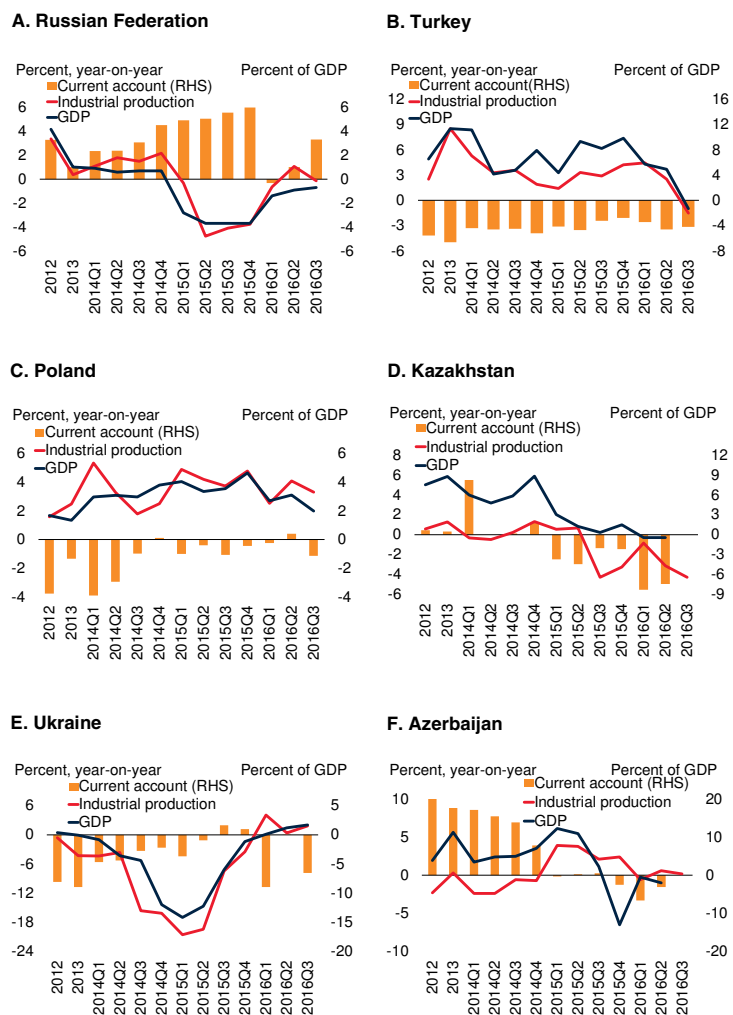 A. Russian Federation
Percent, year-on-year Percent of GDP
Current account (RHS)
Industrial production
GDP
6 6
4 4
2 2
0 0
-2 -2
-4 -4
-6 -6
2012 2013 2014Q1 2014Q2 2014Q3 2014Q4 2015Q1 2015Q2 2015Q3 2015Q4 2016Q1 2016Q2 2016Q3
B. Turkey
Percent, year-on-year Percent of GDP
Current account(RHS)
Industrial production
GDP
12 16
9 12
6 8
3 4
0 0
-3 -4
-6 -8
2012 2013 2014Q1 2014Q2 2014Q3 2014Q4 2015Q1 2015Q2 2015Q3 2015Q4 2016Q1 2016Q2 2016Q3
C. Poland
Percent, year-on-year Percent of GDP
Current account (RHS)
Industrial production
GDP
6 6
4 4
2 2
0 0
-2 -2
-4 -4
2012 2013 2014Q1 2014Q2 2014Q3 2014Q4 2015Q1 2015Q2 2015Q3 2015Q4 2016Q1 2016Q2 2016Q3
D. Kazakhstan
Percent, year-on-year Percent of GDP
Current account (RHS)
Industrial production
GDP
8 12
6 9
4 6
2 3
0 0
-2 -3
-4 -6
-6 -9
2012 2013 2014Q1 2014Q2 2014Q3 2014Q4 2015Q1 2015Q2 2015Q3 2015Q4 2016Q1 2016Q2 2016Q3
E. Ukraine
Percent, year-on-year Percent of GDP
Current account (RHS)
Industrial production
GDP
6 5
0 0
-6 -5
-12 -10
-18 -15
-24 -20
2012 2013 2014Q1 2014Q2 2014Q3 2014Q4 2015Q1 2015Q2 2015Q3 2015Q4 2016Q1 2016Q2 2016Q3
F. Azerbaijan
Percent, year-on-year Percent of GDP
Current account (RHS)
Industrial production
GDP
10 20
5 10
0 0
-5 -10
-10 -20
2012 2013 2014Q1 2014Q2 2014Q3 2014Q4 2015Q1 2015Q2 2015Q3 2015Q4 2016Q1 2016Q2 2016Q3